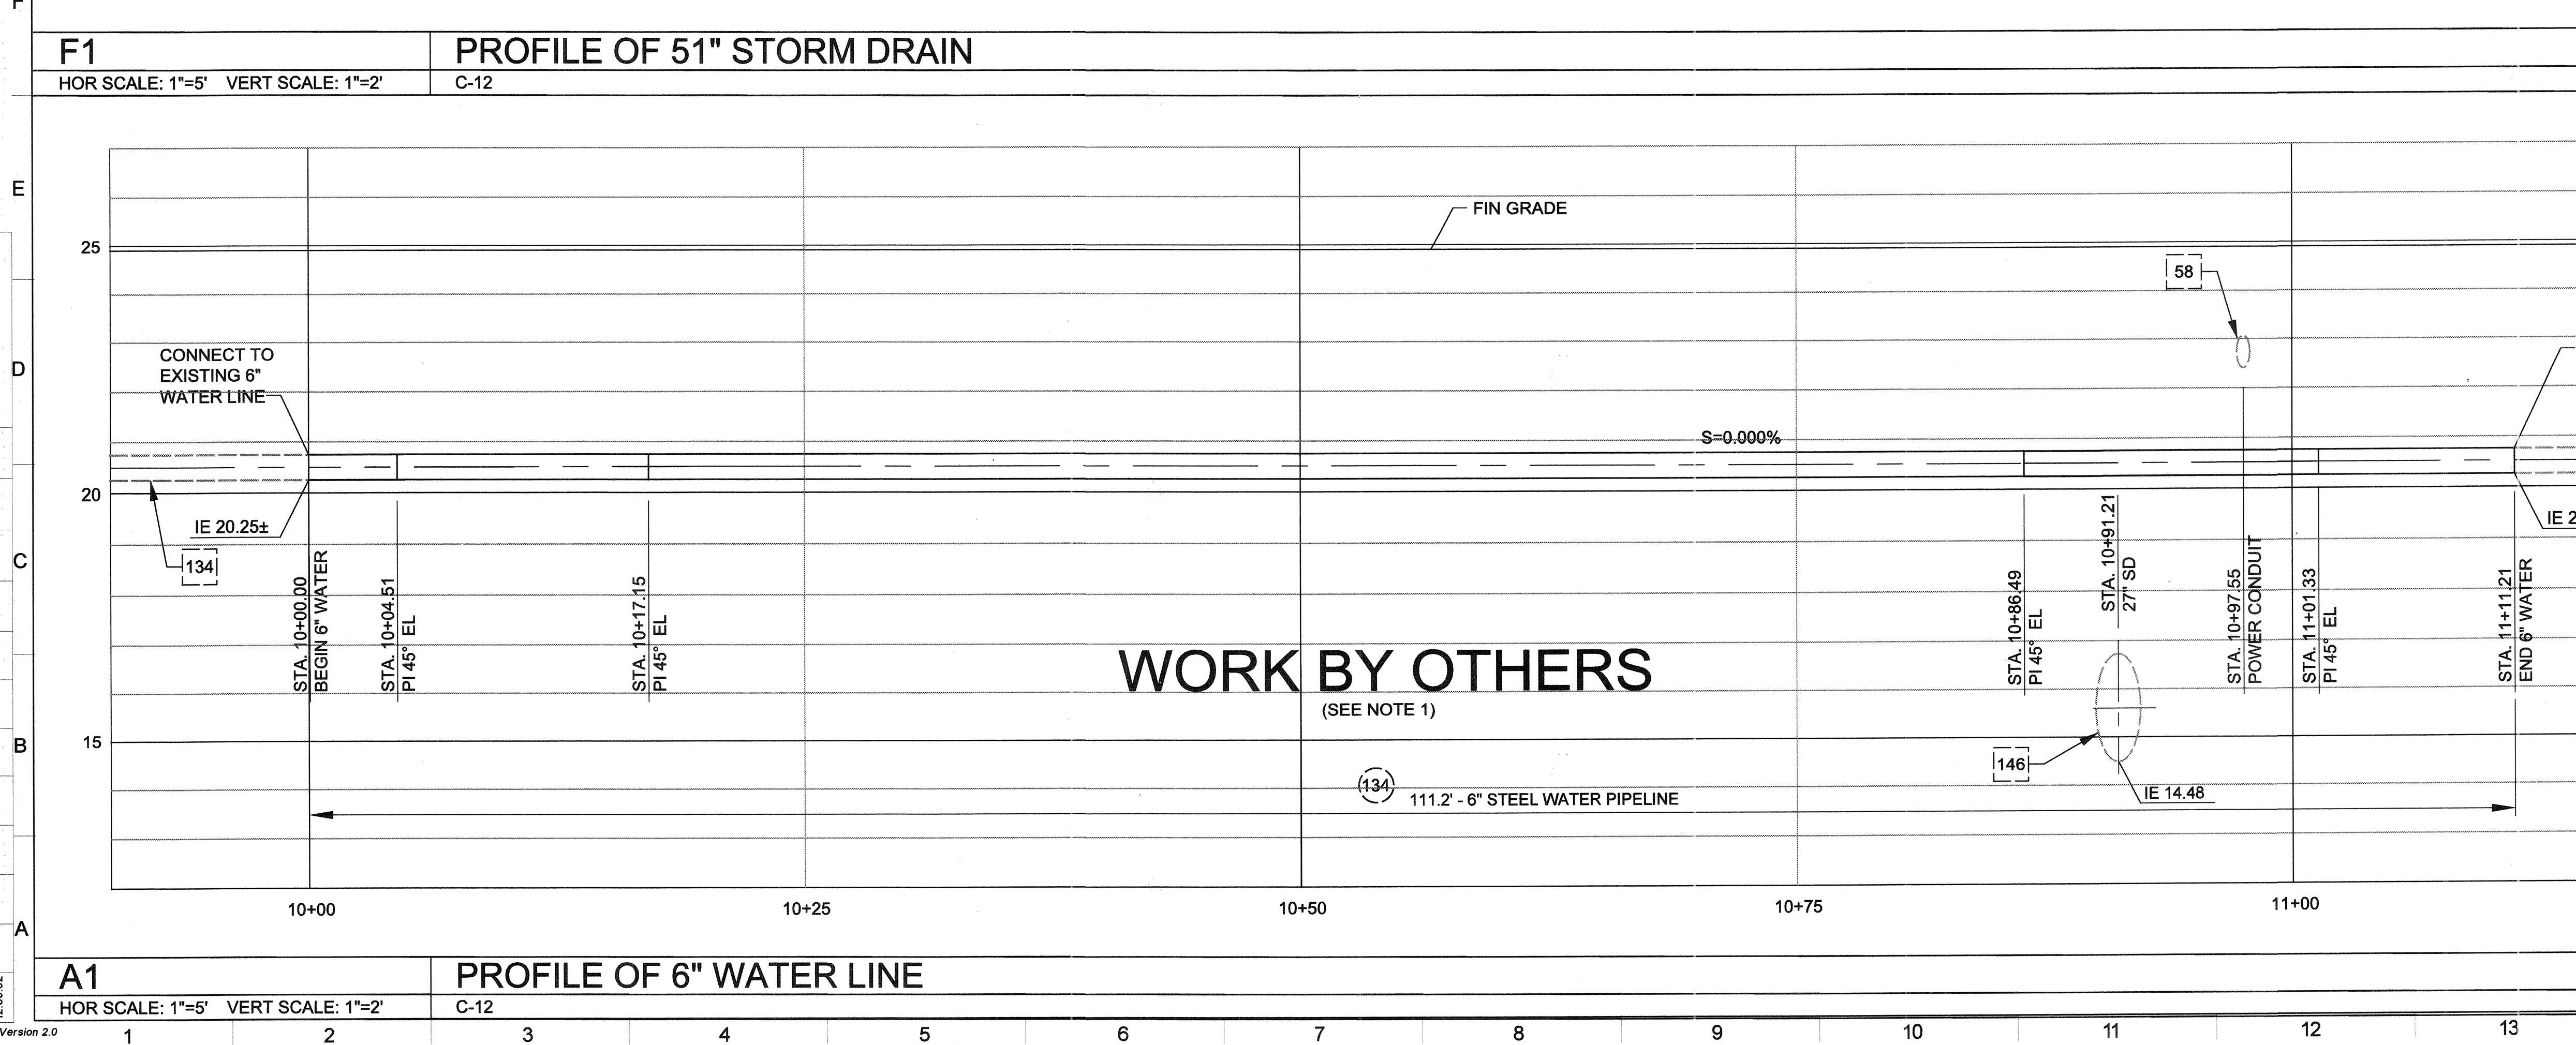 F
F1
PROFILE OF 51" STORM DRAIN
HOR SCALE: 1"=5' VERT SCALE: 1"=2'
C-12
E
FIN GRADE
25
58
CONNECT TO
EXISTING 6"
WATER LINE
D
S=0.000%
20
IE 20.25±
IE 2
134
C
STA. 10+00.00
BEGIN 6" WATER
STA. 10+04.51
PI 45° EL
STA. 10+17.15
PI 45° EL
STA. 10+86.49
PI 45° EL
STA. 10+91.21
27" SD
STA. 10+97.55
POWER CONDUIT
STA. 11+01.33
PI 45° EL
STA. 11+11.21
END 6" WATER
WORK BY OTHERS
(SEE NOTE 1)
B
15
146
134
111.2' - 6" STEEL WATER PIPELINE
IE 14.48
10+00
10+25
10+50
10+75
11+00
A
A1
PROFILE OF 6" WATER LINE
HOR SCALE: 1"=5' VERT SCALE: 1"=2'
C-12
Version 2.0
1 2 3 4 5 6 7 8 9 10 11 12 13